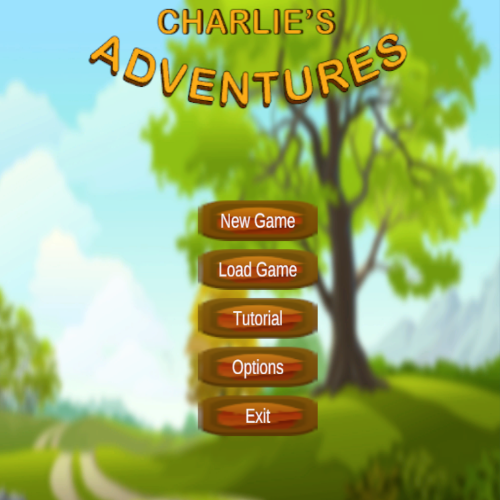 CHARLIE'S
ADVENTURES
New Game
Load Game
Tutorial
Options
Exit